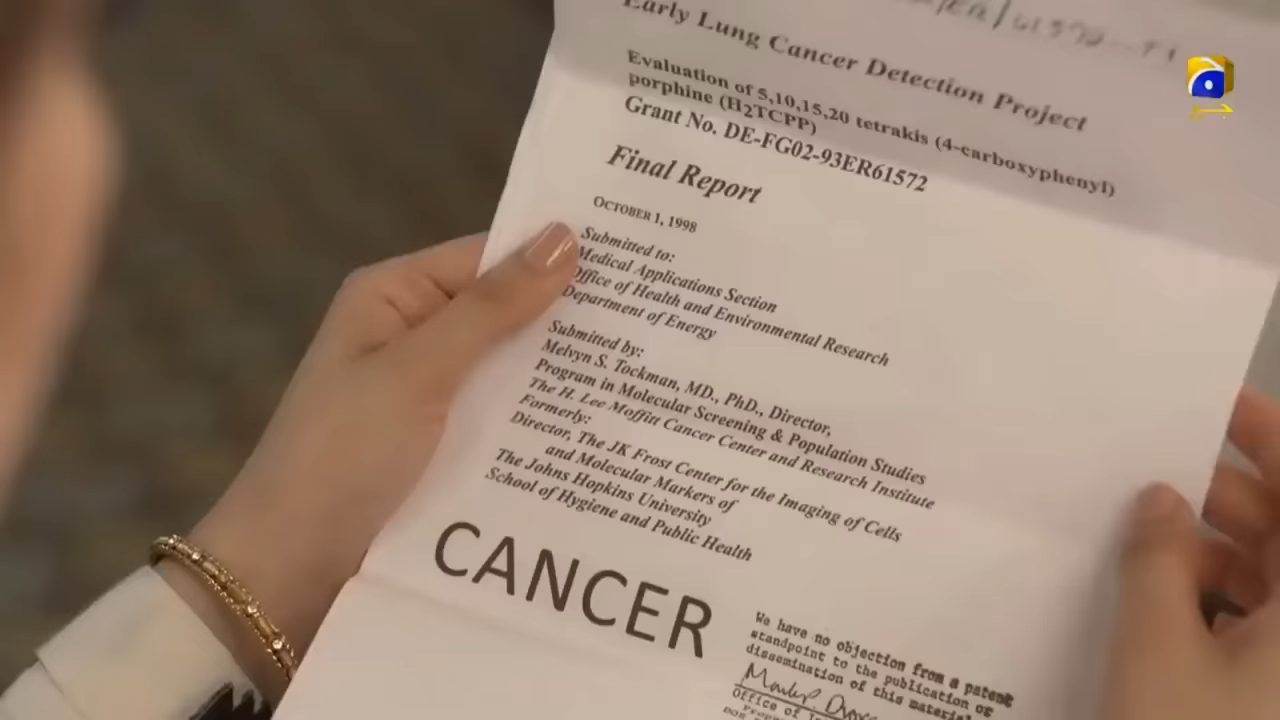 Early Lung Cancer Detection Project
Evaluation of 5,10,15,20 tetrakis (4-carboxyphenyl)
porphine (H2TCPP)
Grant No. DE-FG02-93ER61572
Final Report
OCTOBER 1, 1998
Submitted to:
Medical Applications Section
Office of Health and Environmental Research
Department of Energy
Submitted by:
Melvyn S. Tockman, MD., PhD., Director,
Program in Molecular Screening & Population Studies
The H. Lee Moffitt Cancer Center and Research Institute
Formerly:
Director, The JK Frost Center for the Imaging of Cells
and Molecular Markers of
The Johns Hopkins University
School of Hygiene and Public Health
CANCER
We have no objection from a patent
standpoint to the publication or
dissemination of this material
Office of